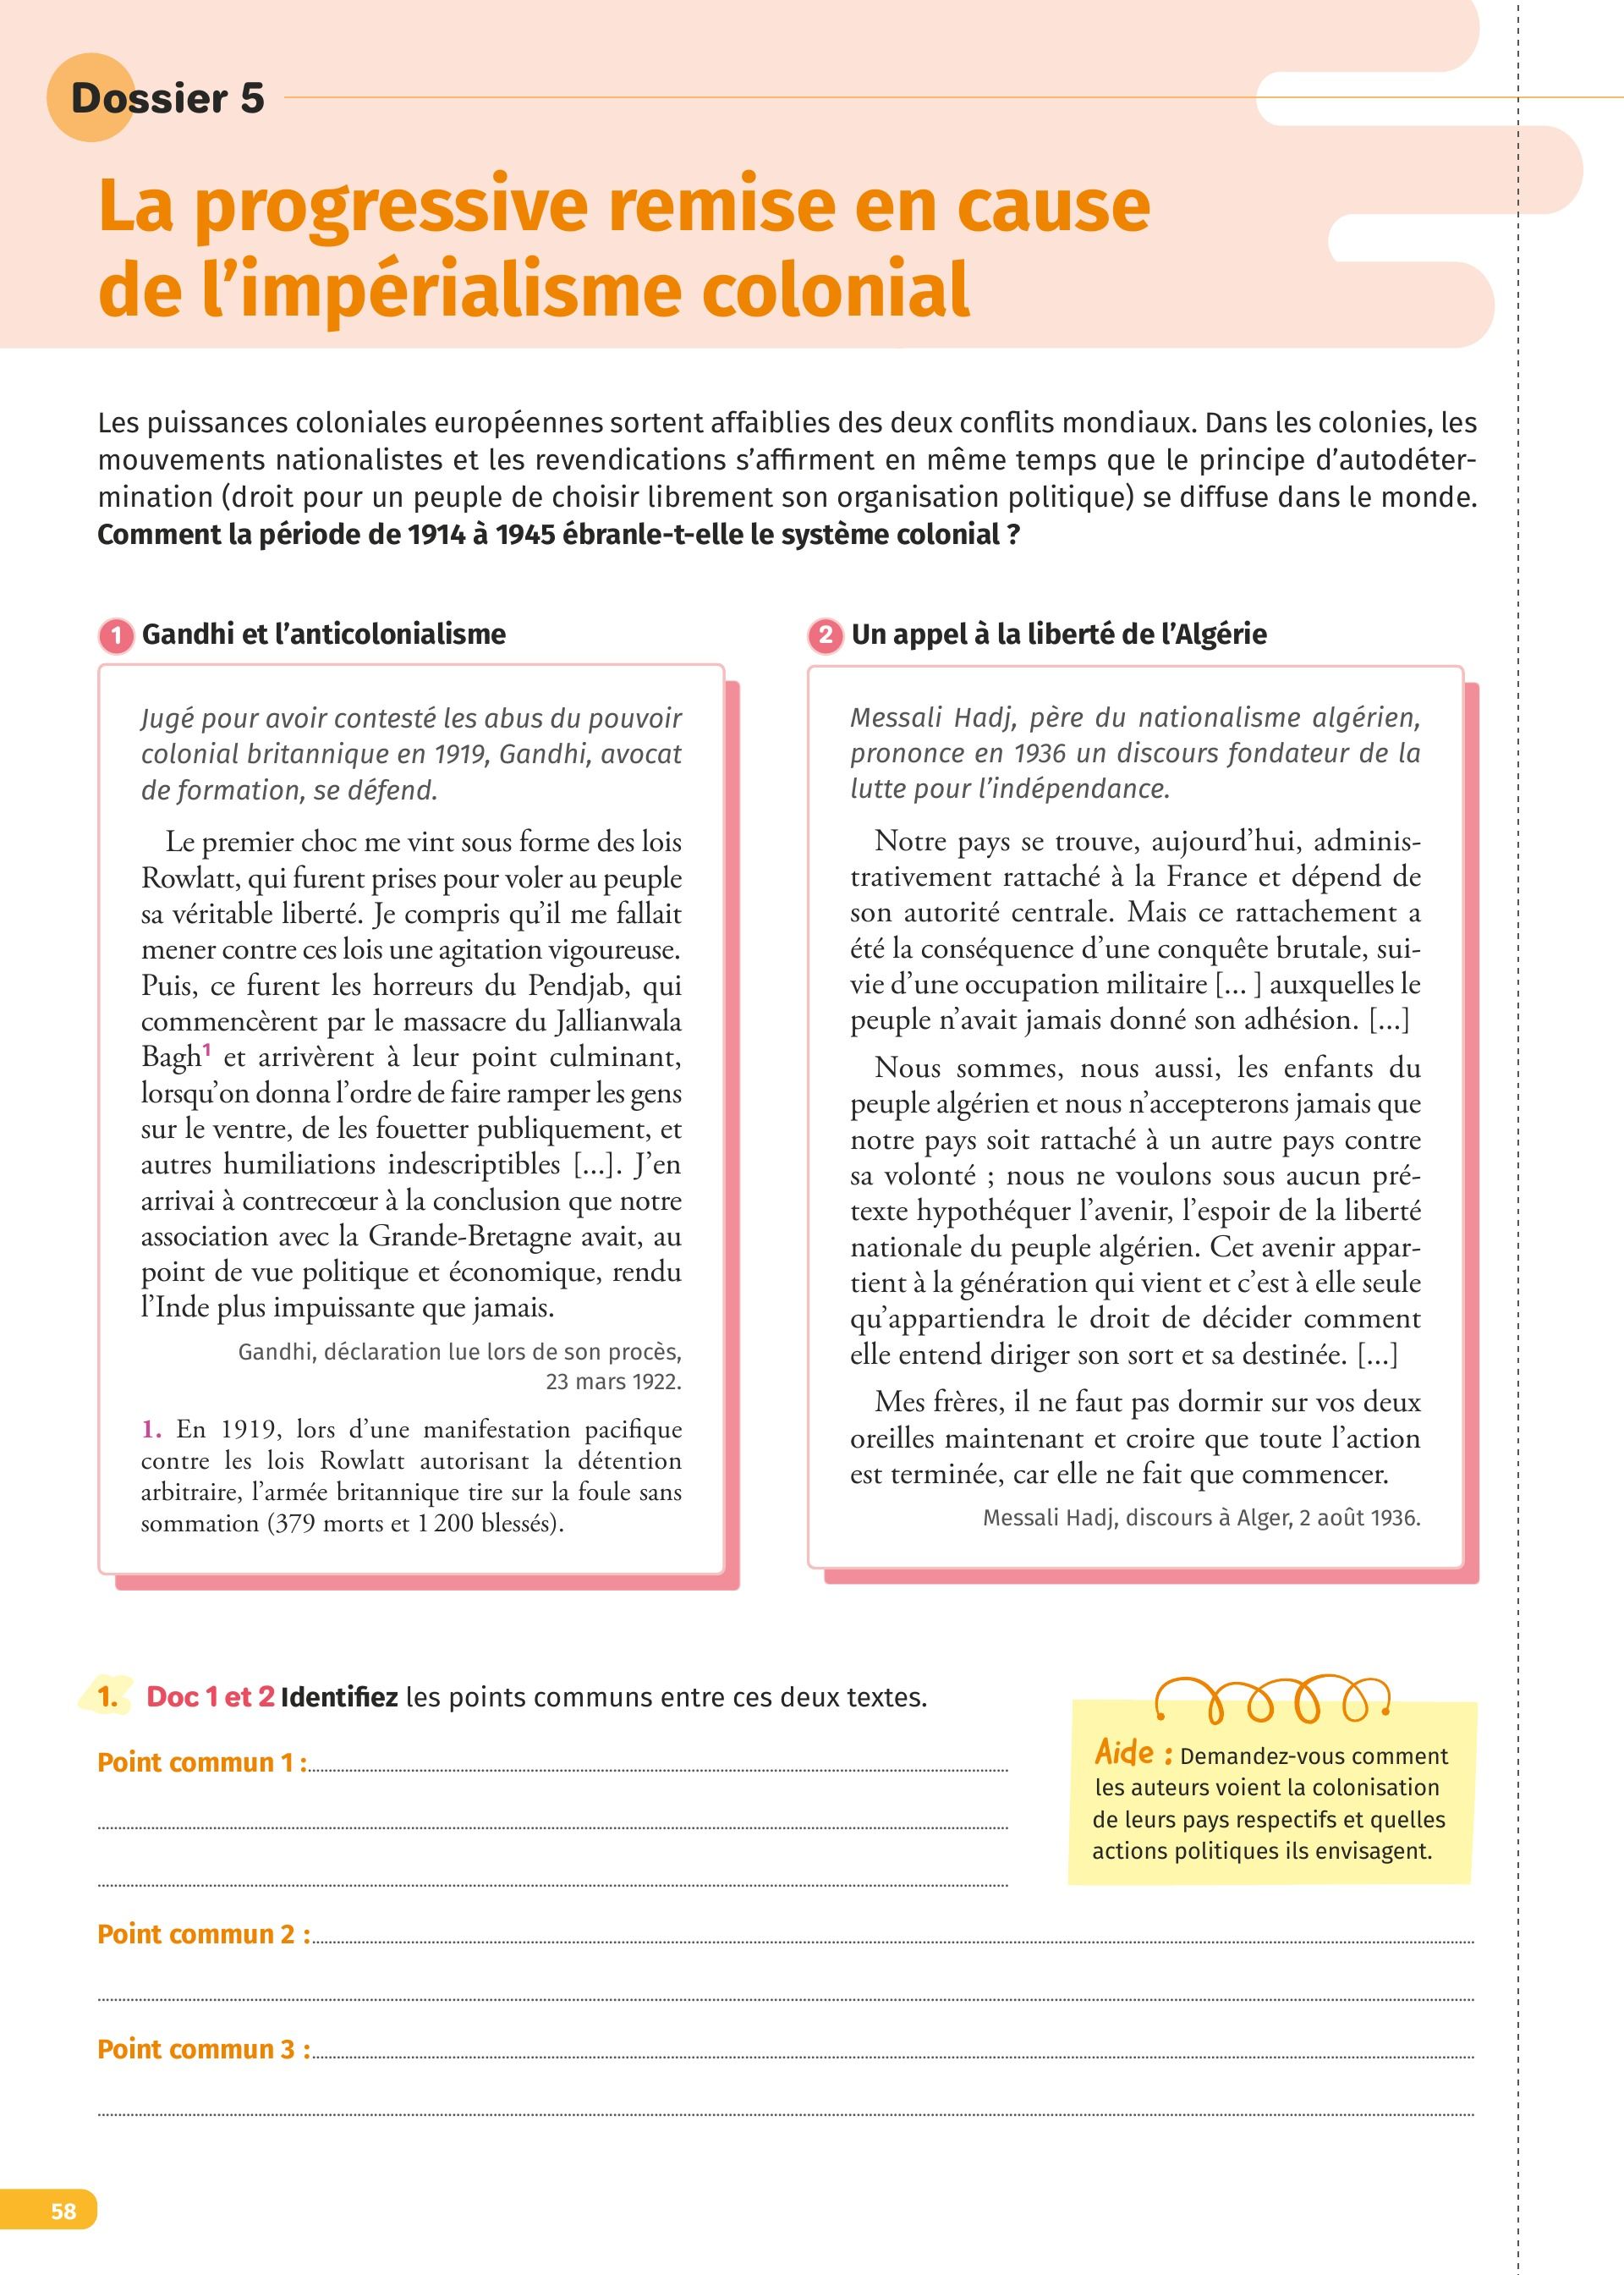 Dossier 5
La progressive remise en cause
de l’impérialisme colonial
Les puissances coloniales européennes sortent affaiblies des deux conflits mondiaux. Dans les colonies, les
mouvements nationalistes et les revendications s’affirment en même temps que le principe d’autodéter-
mination (droit pour un peuple de choisir librement son organisation politique) se diffuse dans le monde.
Comment la période de 1914 à 1945 ébranle-t-elle le système colonial ?
1 Gandhi et l’anticolonialisme
Jugé pour avoir contesté les abus du pouvoir
colonial britannique en 1919, Gandhi, avocat
de formation, se défend.
Le premier choc me vint sous forme des lois
Rowlatt, qui furent prises pour voler au peuple
sa véritable liberté. Je compris qu’il me fallait
mener contre ces lois une agitation vigoureuse.
Puis, ce furent les horreurs du Pendjab, qui
commencèrent par le massacre du Jallianwala
Bagh1 et arrivèrent à leur point culminant,
lorsqu’on donna l’ordre de faire ramper les gens
sur le ventre, de les fouetter publiquement, et
autres humiliations indescriptibles [...]. J’en
arrivai à contrecœur à la conclusion que notre
association avec la Grande-Bretagne avait, au
point de vue politique et économique, rendu
l’Inde plus impuissante que jamais.
Gandhi, déclaration lue lors de son procès,
23 mars 1922.
1. En 1919, lors d’une manifestation pacifique
contre les lois Rowlatt autorisant la détention
arbitraire, l’armée britannique tire sur la foule sans
sommation (379 morts et 1 200 blessés).
2 Un appel à la liberté de l’Algérie
Messali Hadj, père du nationalisme algérien,
prononce en 1936 un discours fondateur de la
lutte pour l’indépendance.
Notre pays se trouve, aujourd’hui, adminis-
trativement rattaché à la France et dépend de
son autorité centrale. Mais ce rattachement a
été la conséquence d’une conquête brutale, sui-
vie d’une occupation militaire [... ] auxquelles le
peuple n’avait jamais donné son adhésion. [...]
Nous sommes, nous aussi, les enfants du
peuple algérien et nous n’accepterons jamais que
notre pays soit rattaché à un autre pays contre
sa volonté ; nous ne voulons sous aucun pré-
texte hypothéquer l’avenir, l’espoir de la liberté
nationale du peuple algérien. Cet avenir appar-
tient à la génération qui vient et c’est à elle seule
qu’appartiendra le droit de décider comment
elle entend diriger son sort et sa destinée. [...]
Mes frères, il ne faut pas dormir sur vos deux
oreilles maintenant et croire que toute l’action
est terminée, car elle ne fait que commencer.
Messali Hadj, discours à Alger, 2 août 1936.
1. Doc 1 et 2 Identifiez les points communs entre ces deux textes.
Point commun 1 :
Aide : Demandez-vous comment
les auteurs voient la colonisation
de leurs pays respectifs et quelles
actions politiques ils envisagent.
Point commun 2 :
Point commun 3 :
58